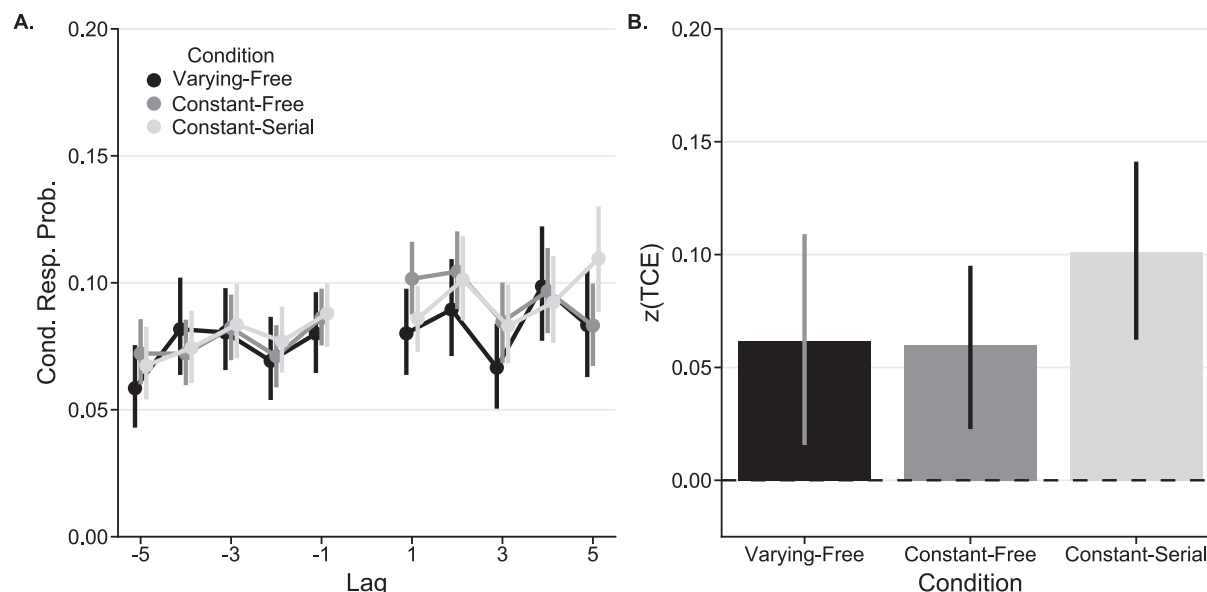 A.
Cond. Resp. Prob.
0.20
0.15
0.10
0.05
0.00
Condition
Varying-Free
Constant-Free
Constant-Serial
-5 -3 -1 1 3 5
Lag
B.
z(TCE)
0.20
0.15
0.10
0.05
0.00
Varying-Free Constant-Free Constant-Serial
Condition